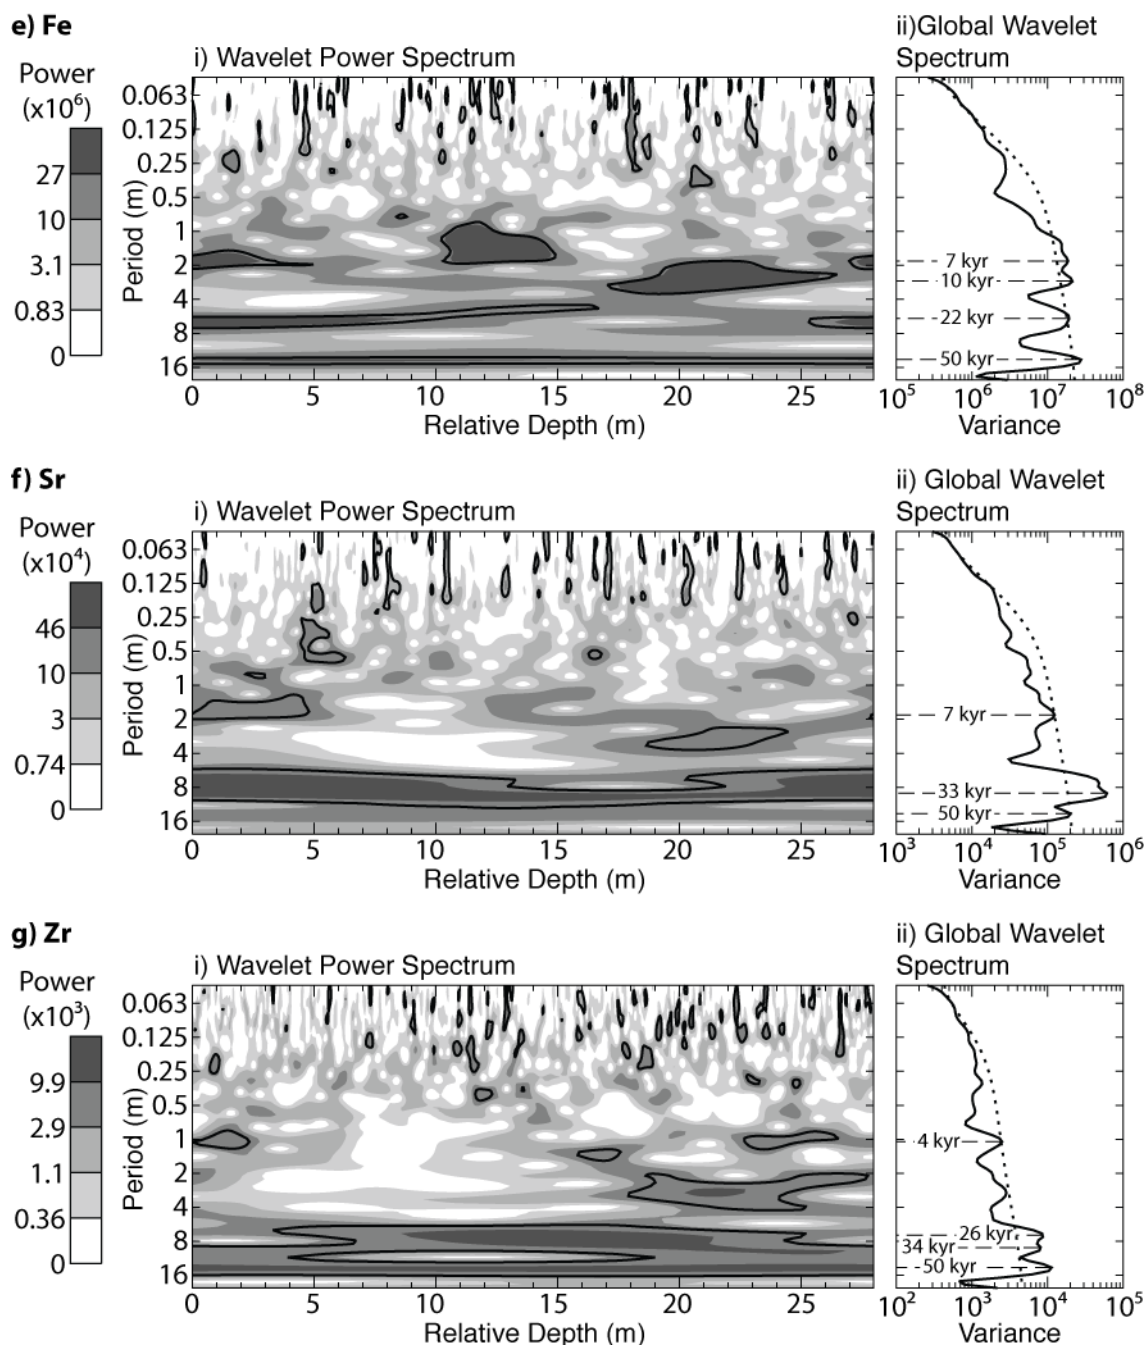 e) Fe
i) Wavelet Power Spectrum
ii)Global Wavelet
Spectrum
Power
(x10⁶)
27
10
3.1
0.83
0
Period (m)
0.063
0.125
0.25
0.5
1
2
4
8
16
0 5 10 15 20 25
Relative Depth (m)
7 kyr
10 kyr
22 kyr
50 kyr
10⁵ 10⁶ 10⁷ 10⁸
Variance
f) Sr
i) Wavelet Power Spectrum
ii) Global Wavelet
Spectrum
Power
(x10⁴)
46
10
3
0.74
0
Period (m)
0.063
0.125
0.25
0.5
1
2
4
8
16
0 5 10 15 20 25
Relative Depth (m)
7 kyr
33 kyr
50 kyr
10³ 10⁴ 10⁵ 10⁶
Variance
g) Zr
i) Wavelet Power Spectrum
ii) Global Wavelet
Spectrum
Power
(x10³)
9.9
2.9
1.1
0.36
0
Period (m)
0.063
0.125
0.25
0.5
1
2
4
8
16
0 5 10 15 20 25
Relative Depth (m)
4 kyr
26 kyr
34 kyr
50 kyr
10² 10³ 10⁴ 10⁵
Variance